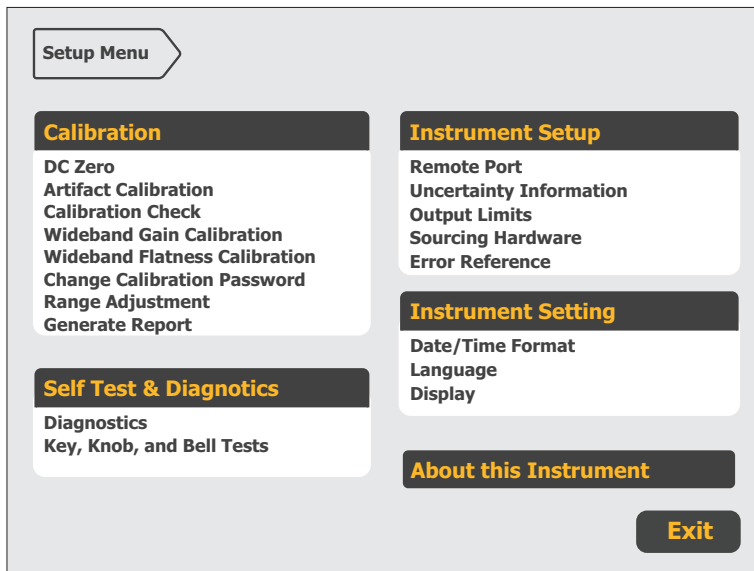 Setup Menu
Calibration
DC Zero
Artifact Calibration
Calibration Check
Wideband Gain Calibration
Wideband Flatness Calibration
Change Calibration Password
Range Adjustment
Generate Report
Self Test & Diagnotics
Diagnostics
Key, Knob, and Bell Tests
Instrument Setup
Remote Port
Uncertainty Information
Output Limits
Sourcing Hardware
Error Reference
Instrument Setting
Date/Time Format
Language
Display
About this Instrument
Exit